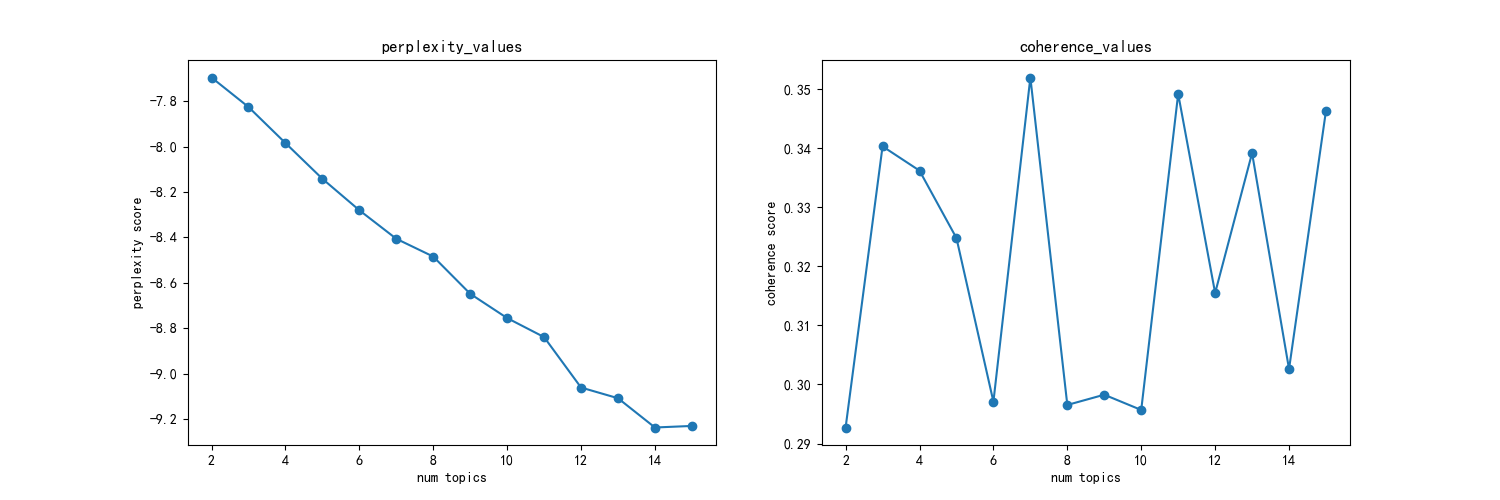 perplexity_values
perplexity score
-7.8
-8.0
-8.2
-8.4
-8.6
-8.8
-9.0
-9.2
2 4 6 8 10 12 14
num topics
coherence_values
coherence score
0.35
0.34
0.33
0.32
0.31
0.30
0.29
2 4 6 8 10 12 14
num topics